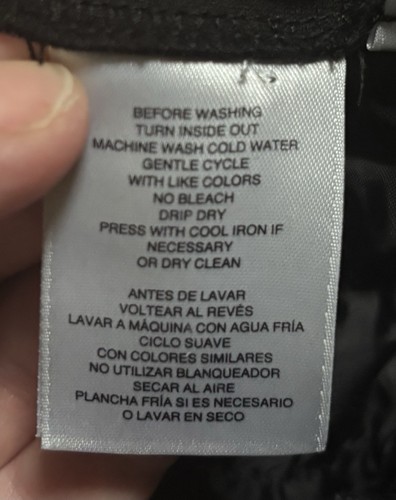 BEFORE WASHING
TURN INSIDE OUT
MACHINE WASH COLD WATER
GENTLE CYCLE
WITH LIKE COLORS
NO BLEACH
DRIP DRY
PRESS WITH COOL IRON IF
NECESSARY
OR DRY CLEAN
ANTES DE LAVAR
VOLTEAR AL REVÉS
LAVAR A MÁQUINA CON AGUA FRÍA
CICLO SUAVE
CON COLORES SIMILARES
NO UTILIZAR BLANQUEADOR
SECAR AL AIRE
PLANCHA FRÍA SI ES NECESARIO
O LAVAR EN SECO